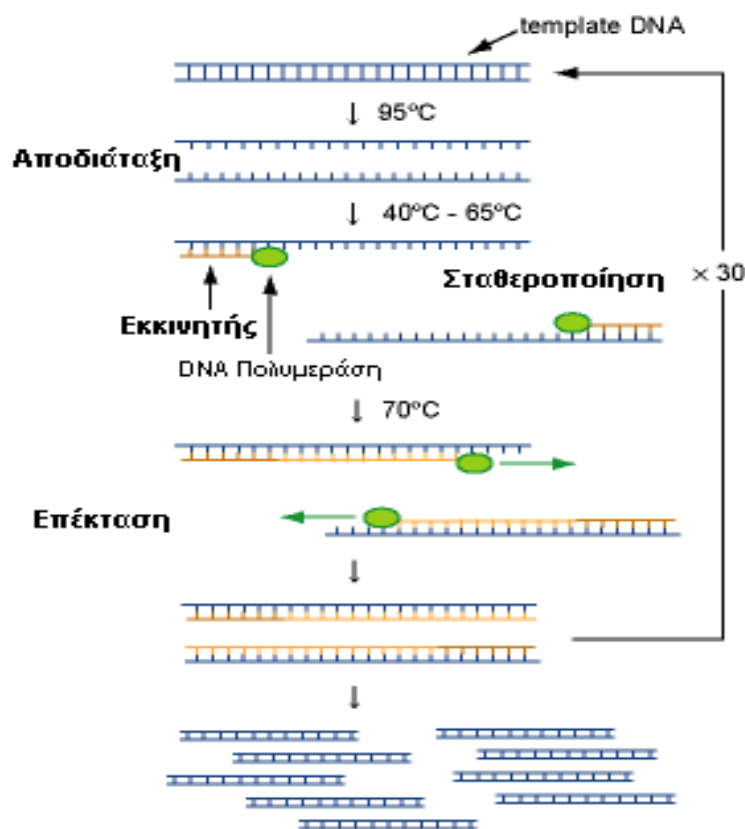 template DNA
↓ 95°C
Αποδιάταξη
↓ 40°C - 65°C
Σταθεροποίηση
× 30
Εκκινητής
DNA Πολυμεράση
↓ 70°C
Επέκταση
↓
↓